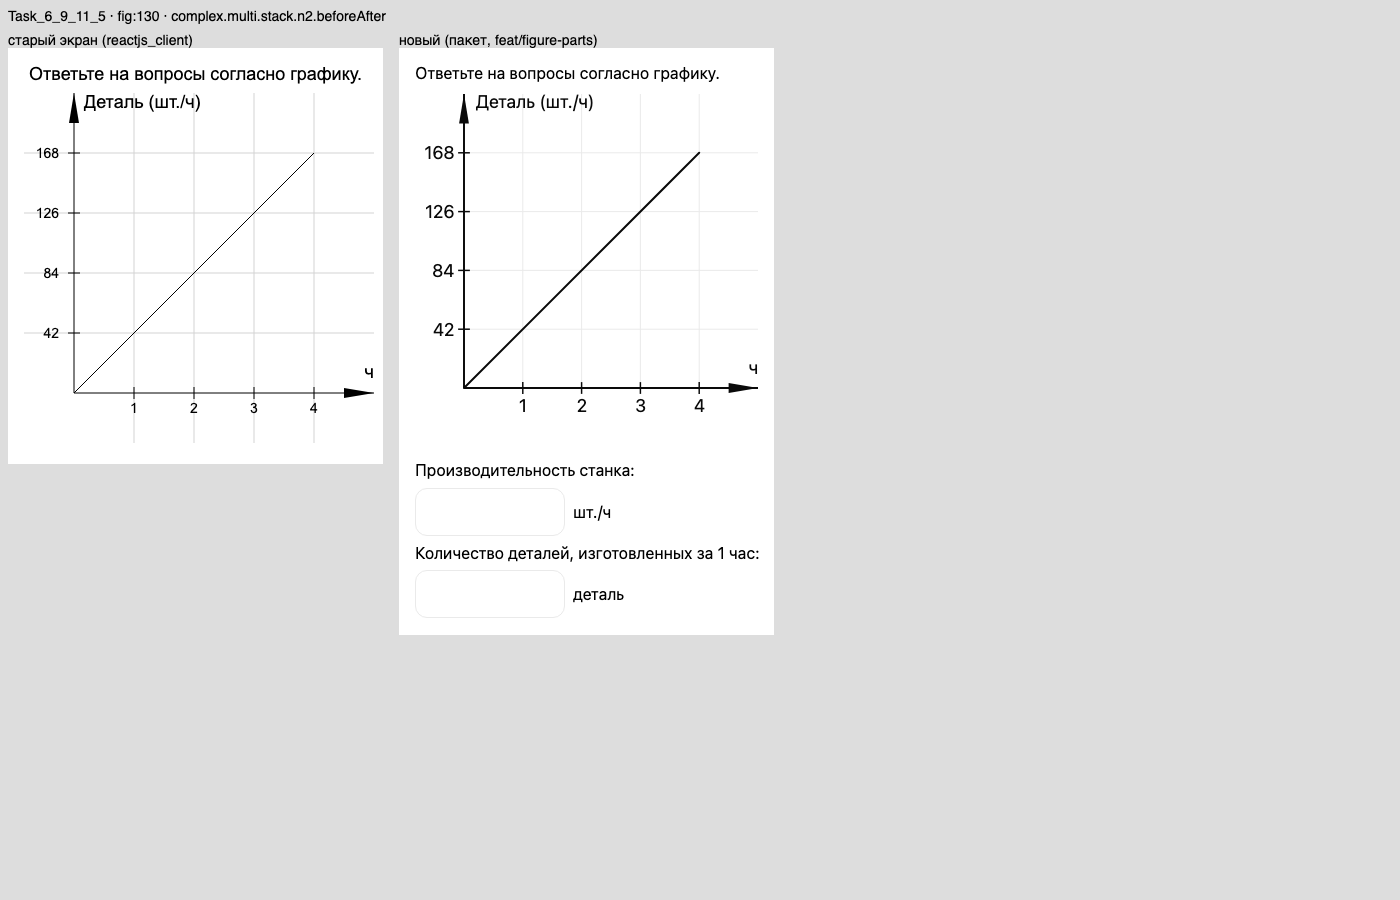 Task_6_9_11_5 · fig:130 · complex.multi.stack.n2.beforeAfter
старый экран (reactjs_client)
Ответьте на вопросы согласно графику.
Деталь (шт./ч)
168
126
84
42
ч
1 2 3 4
новый (пакет, feat/figure-parts)
Ответьте на вопросы согласно графику.
Деталь (шт./ч)
168
126
84
42
ч
1 2 3 4
Производительность станка:
шт./ч
Количество деталей, изготовленных за 1 час:
деталь